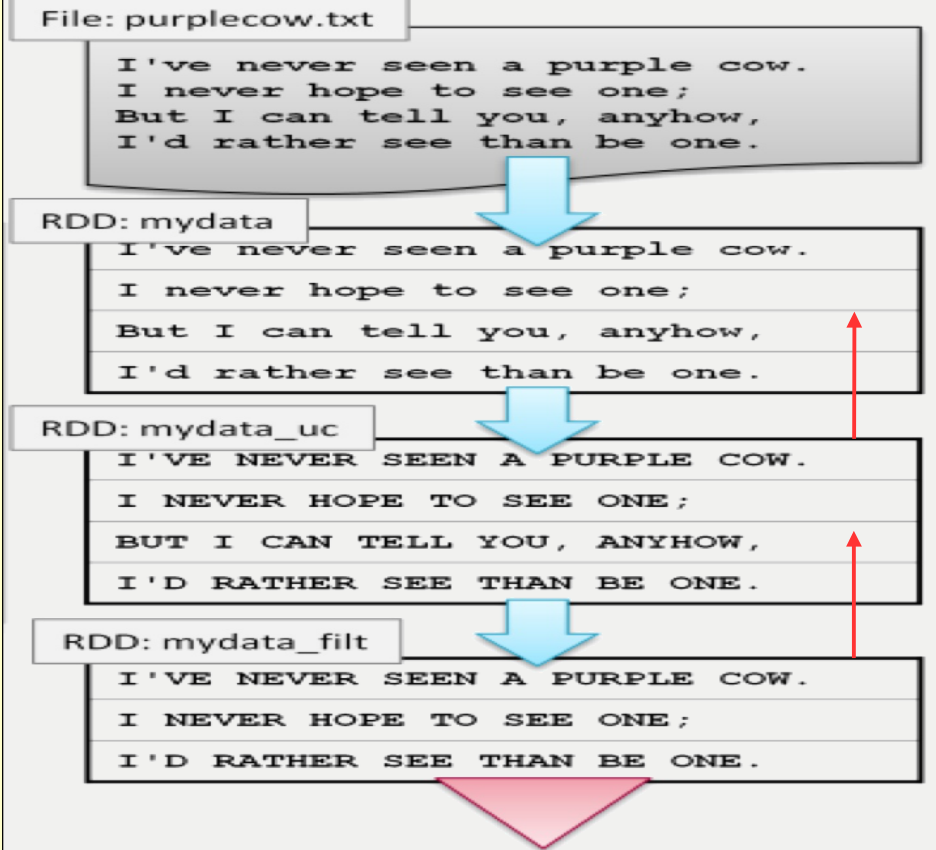 File: purplecow.txt
I've never seen a purple cow.
I never hope to see one;
But I can tell you, anyhow,
I'd rather see than be one.
RDD: mydata
I've never seen a purple cow.
I never hope to see one;
But I can tell you, anyhow,
I'd rather see than be one.
RDD: mydata_uc
I'VE NEVER SEEN A PURPLE COW.
I NEVER HOPE TO SEE ONE;
BUT I CAN TELL YOU, ANYHOW,
I'D RATHER SEE THAN BE ONE.
RDD: mydata_filt
I'VE NEVER SEEN A PURPLE COW.
I NEVER HOPE TO SEE ONE;
I'D RATHER SEE THAN BE ONE.